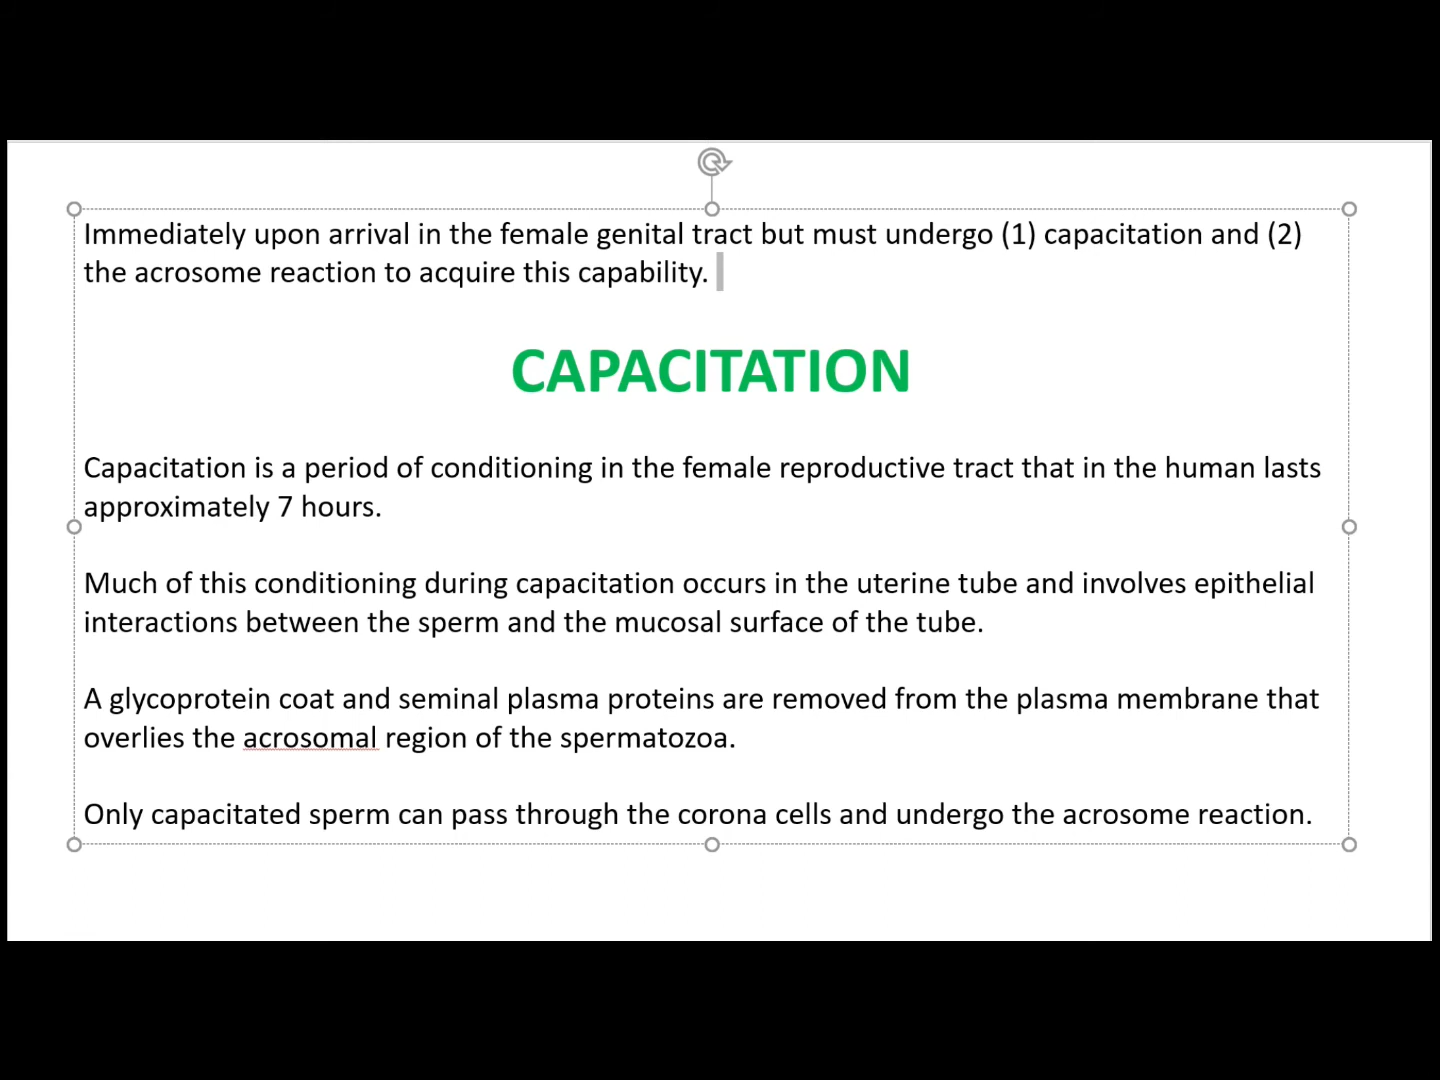 Immediately upon arrival in the female genital tract but must undergo (1) capacitation and (2)
the acrosome reaction to acquire this capability.
CAPACITATION
Capacitation is a period of conditioning in the female reproductive tract that in the human lasts
approximately 7 hours.
Much of this conditioning during capacitation occurs in the uterine tube and involves epithelial
interactions between the sperm and the mucosal surface of the tube.
A glycoprotein coat and seminal plasma proteins are removed from the plasma membrane that
overlies the acrosomal region of the spermatozoa.
Only capacitated sperm can pass through the corona cells and undergo the acrosome reaction.